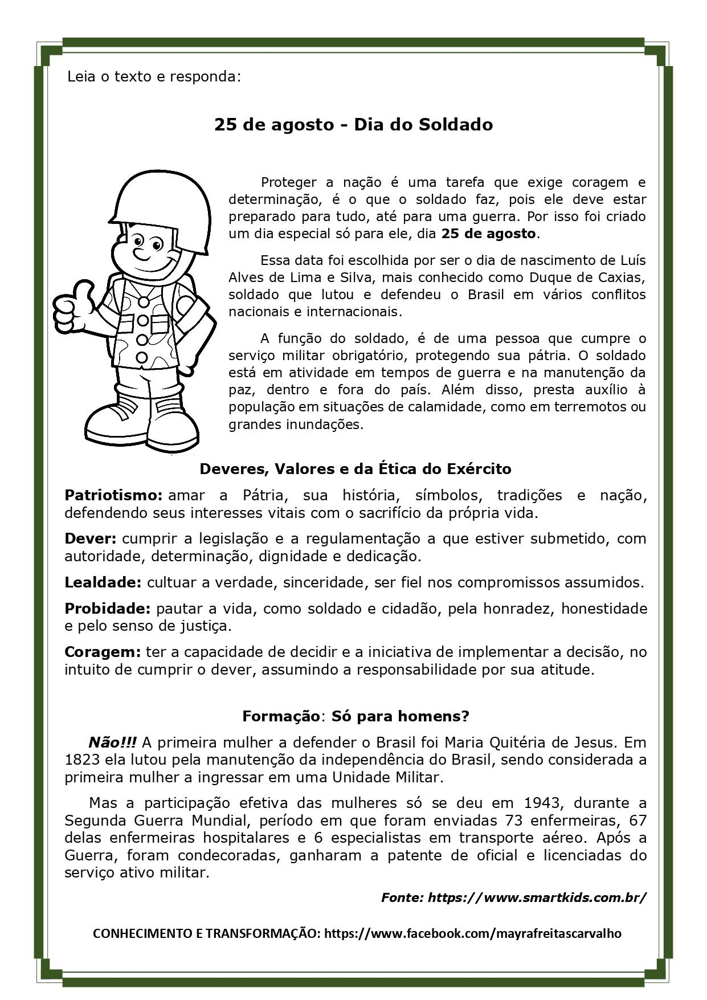 Leia o texto e responda:
25 de agosto – Dia do Soldado
Proteger a nação é uma tarefa que exige coragem e
determinação, é o que o soldado faz, pois ele deve estar
preparado para tudo, até para uma guerra. Por isso foi criado
um dia especial só para ele, dia 25 de agosto.
Essa data foi escolhida por ser o dia de nascimento de Luís
Alves de Lima e Silva, mais conhecido como Duque de Caxias,
soldado que lutou e defendeu o Brasil em vários conflitos
nacionais e internacionais.
A função do soldado, é de uma pessoa que cumpre o
serviço militar obrigatório, protegendo sua pátria. O soldado
está em atividade em tempos de guerra e na manutenção da
paz, dentro e fora do país. Além disso, presta auxílio à
população em situações de calamidade, como em terremotos ou
grandes inundações.
Deveres, Valores e da Ética do Exército
Patriotismo: amar a Pátria, sua história, símbolos, tradições e nação,
defendendo seus interesses vitais com o sacrifício da própria vida.
Dever: cumprir a legislação e a regulamentação a que estiver submetido, com
autoridade, determinação, dignidade e dedicação.
Lealdade: cultuar a verdade, sinceridade, ser fiel nos compromissos assumidos.
Probidade: pautar a vida, como soldado e cidadão, pela honradez, honestidade
e pelo senso de justiça.
Coragem: ter a capacidade de decidir e a iniciativa de implementar a decisão, no
intuito de cumprir o dever, assumindo a responsabilidade por sua atitude.
Formação: Só para homens?
Não!!! A primeira mulher a defender o Brasil foi Maria Quitéria de Jesus. Em
1823 ela lutou pela manutenção da independência do Brasil, sendo considerada a
primeira mulher a ingressar em uma Unidade Militar.
Mas a participação efetiva das mulheres só se deu em 1943, durante a
Segunda Guerra Mundial, período em que foram enviadas 73 enfermeiras, 67
delas enfermeiras hospitalares e 6 especialistas em transporte aéreo. Após a
Guerra, foram condecoradas, ganharam a patente de oficial e licenciadas do
serviço ativo militar.
Fonte: https://www.smartkids.com.br/
CONHECIMENTO E TRANSFORMAÇÃO: https://www.facebook.com/mayrafreitascarvalho